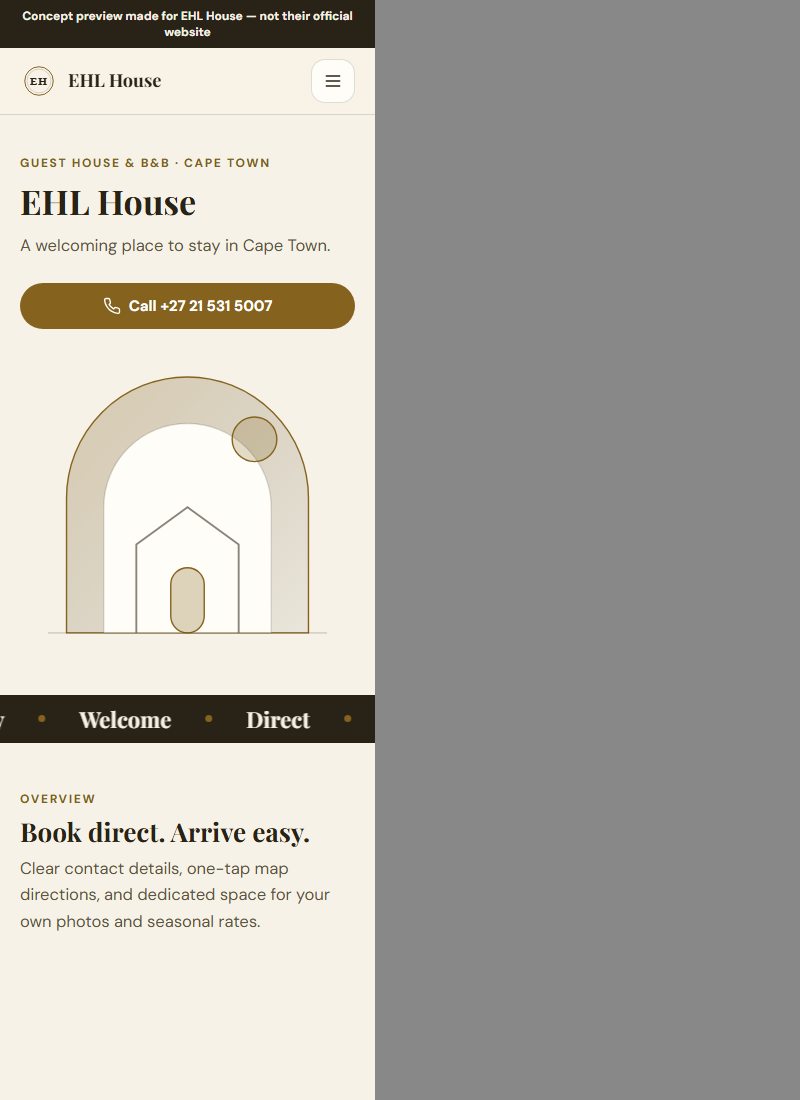 Concept preview made for EHL House — not their official
website
EH
EHL House
GUEST HOUSE & B&B · CAPE TOWN
EHL House
A welcoming place to stay in Cape Town.
Call +27 21 531 5007
Welcome • Direct •
OVERVIEW
Book direct. Arrive easy.
Clear contact details, one-tap map
directions, and dedicated space for your
own photos and seasonal rates.